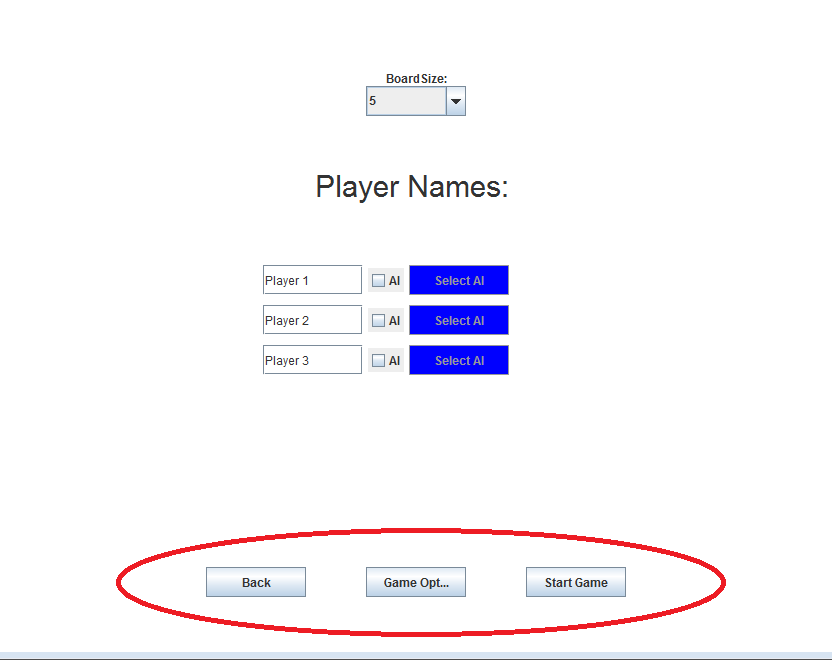 Board Size:
5
Player Names:
Player 1 AI Select AI
Player 2 AI Select AI
Player 3 AI Select AI
Back Game Opt... Start Game